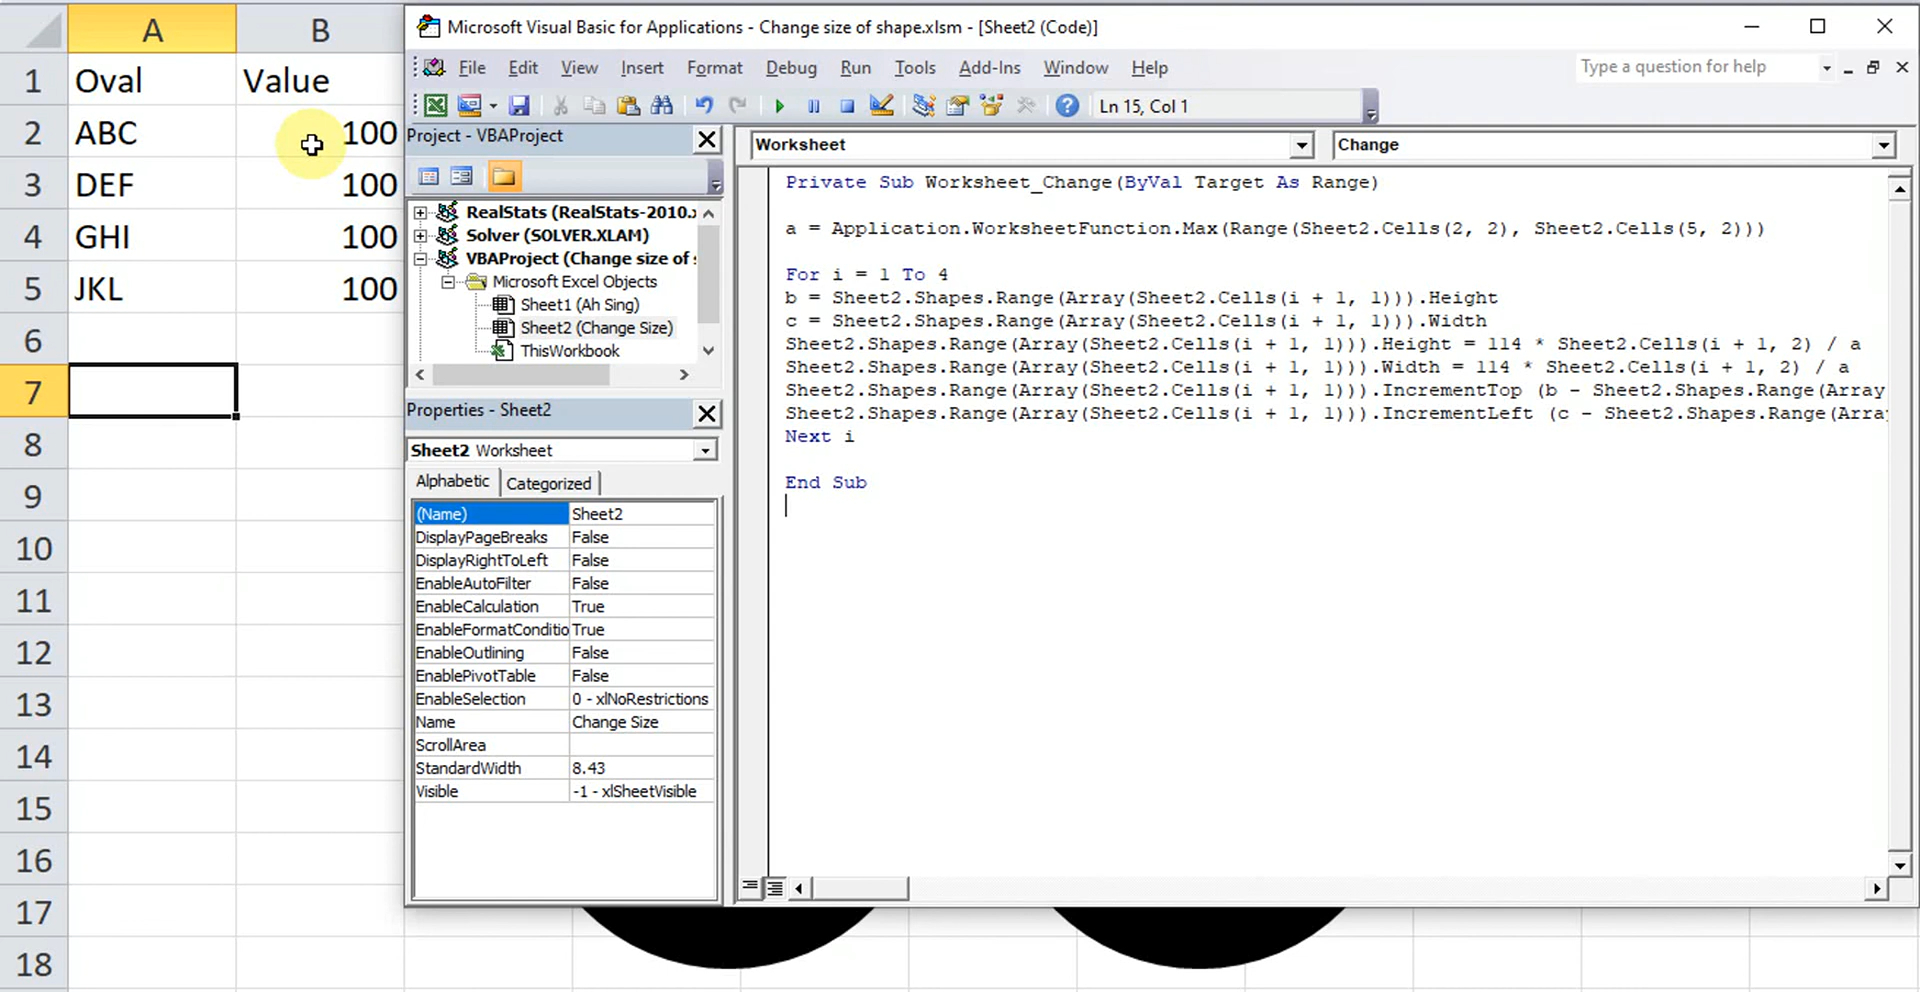 A B
1 Oval Value
2 ABC 100
3 DEF 100
4 GHI 100
5 JKL 100
6
7
8
9
10
11
12
13
14
15
16
17
18
Microsoft Visual Basic for Applications - Change size of shape.xlsm - [Sheet2 (Code)]
File Edit View Insert Format Debug Run Tools Add-Ins Window Help
Type a question for help
Ln 15, Col 1
Project - VBAProject
RealStats (RealStats-2010.x
Solver (SOLVER.XLAM)
VBAProject (Change size of s
Microsoft Excel Objects
Sheet1 (Ah Sing)
Sheet2 (Change Size)
ThisWorkbook
Properties - Sheet2
Sheet2 Worksheet
Alphabetic Categorized
(Name) Sheet2
DisplayPageBreaks False
DisplayRightToLeft False
EnableAutoFilter False
EnableCalculation True
EnableFormatConditio True
EnableOutlining False
EnablePivotTable False
EnableSelection 0 - xlNoRestrictions
Name Change Size
ScrollArea
StandardWidth 8.43
Visible -1 - xlSheetVisible
Worksheet Change
Private Sub Worksheet_Change(ByVal Target As Range)
a = Application.WorksheetFunction.Max(Range(Sheet2.Cells(2, 2), Sheet2.Cells(5, 2)))
For i = 1 To 4
b = Sheet2.Shapes.Range(Array(Sheet2.Cells(i + 1, 1))).Height
c = Sheet2.Shapes.Range(Array(Sheet2.Cells(i + 1, 1))).Width
Sheet2.Shapes.Range(Array(Sheet2.Cells(i + 1, 1))).Height = 114 * Sheet2.Cells(i + 1, 2) / a
Sheet2.Shapes.Range(Array(Sheet2.Cells(i + 1, 1))).Width = 114 * Sheet2.Cells(i + 1, 2) / a
Sheet2.Shapes.Range(Array(Sheet2.Cells(i + 1, 1))).IncrementTop (b - Sheet2.Shapes.Range(Array
Sheet2.Shapes.Range(Array(Sheet2.Cells(i + 1, 1))).IncrementLeft (c - Sheet2.Shapes.Range(Arra
Next i
End Sub